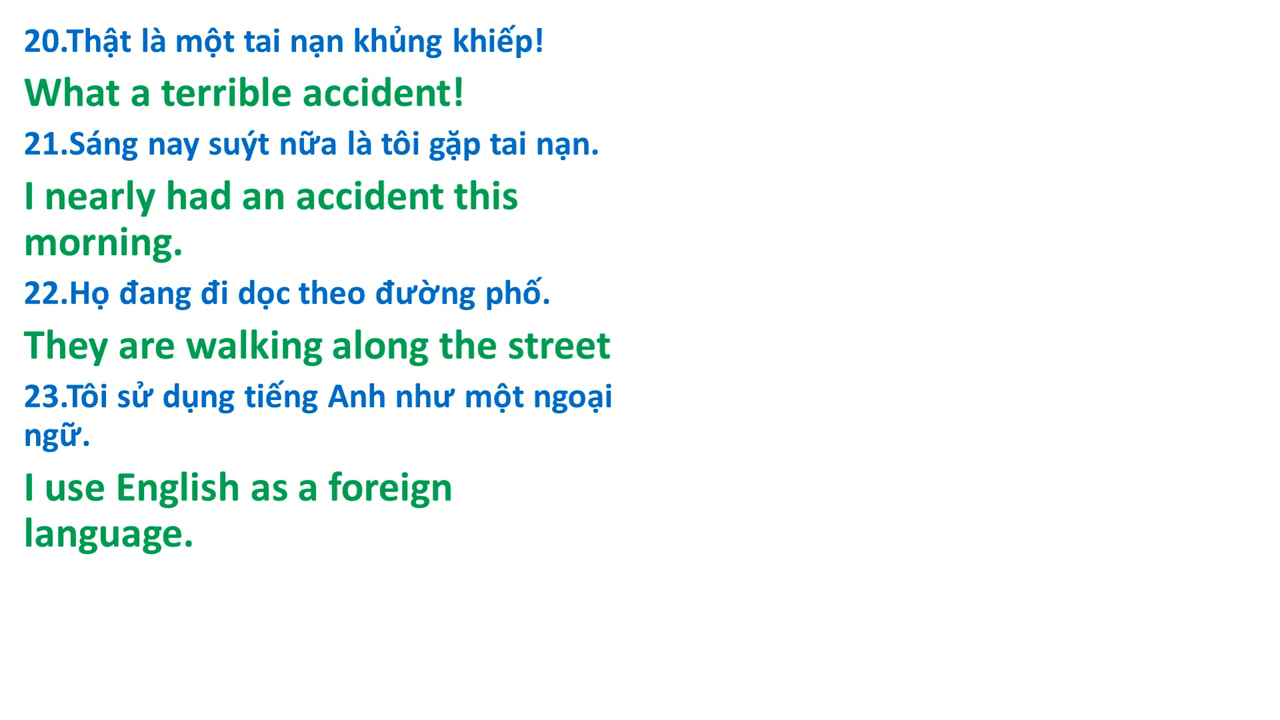 20.Thật là một tai nạn khủng khiếp!
What a terrible accident!
21.Sáng nay suýt nữa là tôi gặp tai nạn.
I nearly had an accident this
morning.
22.Họ đang đi dọc theo đường phố.
They are walking along the street
23.Tôi sử dụng tiếng Anh như một ngoại
ngữ.
I use English as a foreign
language.